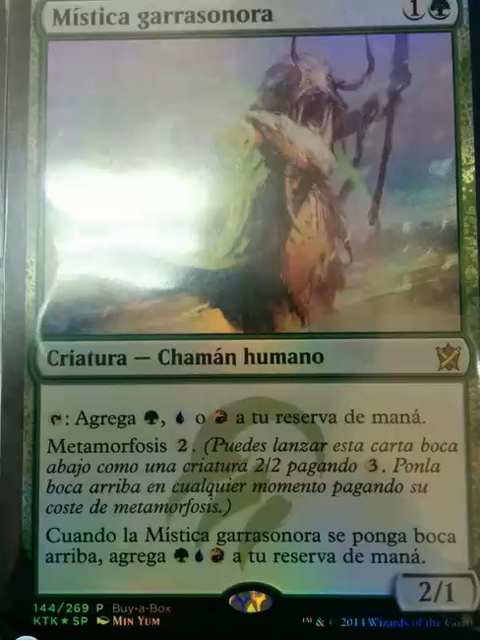 Mística garrasonora
1
Criatura — Chamán humano
: Agrega , o a tu reserva de maná.
Metamorfosis 2. (Puedes lanzar esta carta boca
abajo como una criatura 2/2 pagando 3. Ponla
boca arriba en cualquier momento pagando su
coste de metamorfosis.)
Cuando la Mística garrasonora se ponga boca
arriba, agrega a tu reserva de maná.
2/1
144/269 P Buy-a-Box
KTK★SP Min Yum
™ & © 2014 Wizards of the Coast